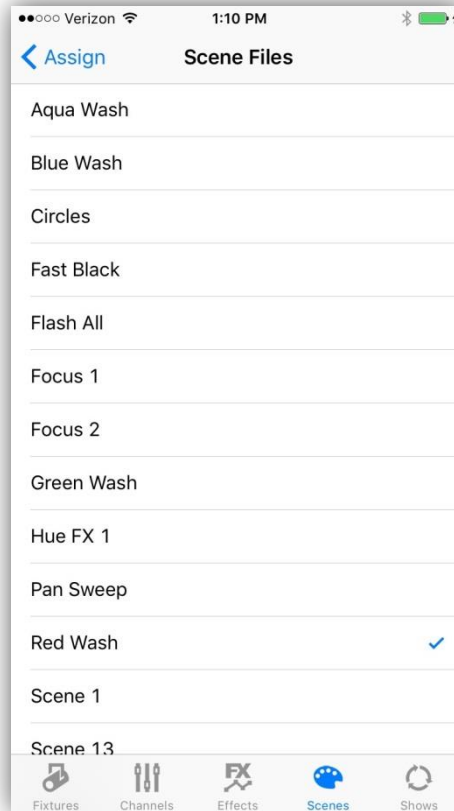 Verizon 1:10 PM
Assign Scene Files
Aqua Wash
Blue Wash
Circles
Fast Black
Flash All
Focus 1
Focus 2
Green Wash
Hue FX 1
Pan Sweep
Red Wash
Scene 1
Scene 13
FX
Fixtures Channels Effects Scenes Shows